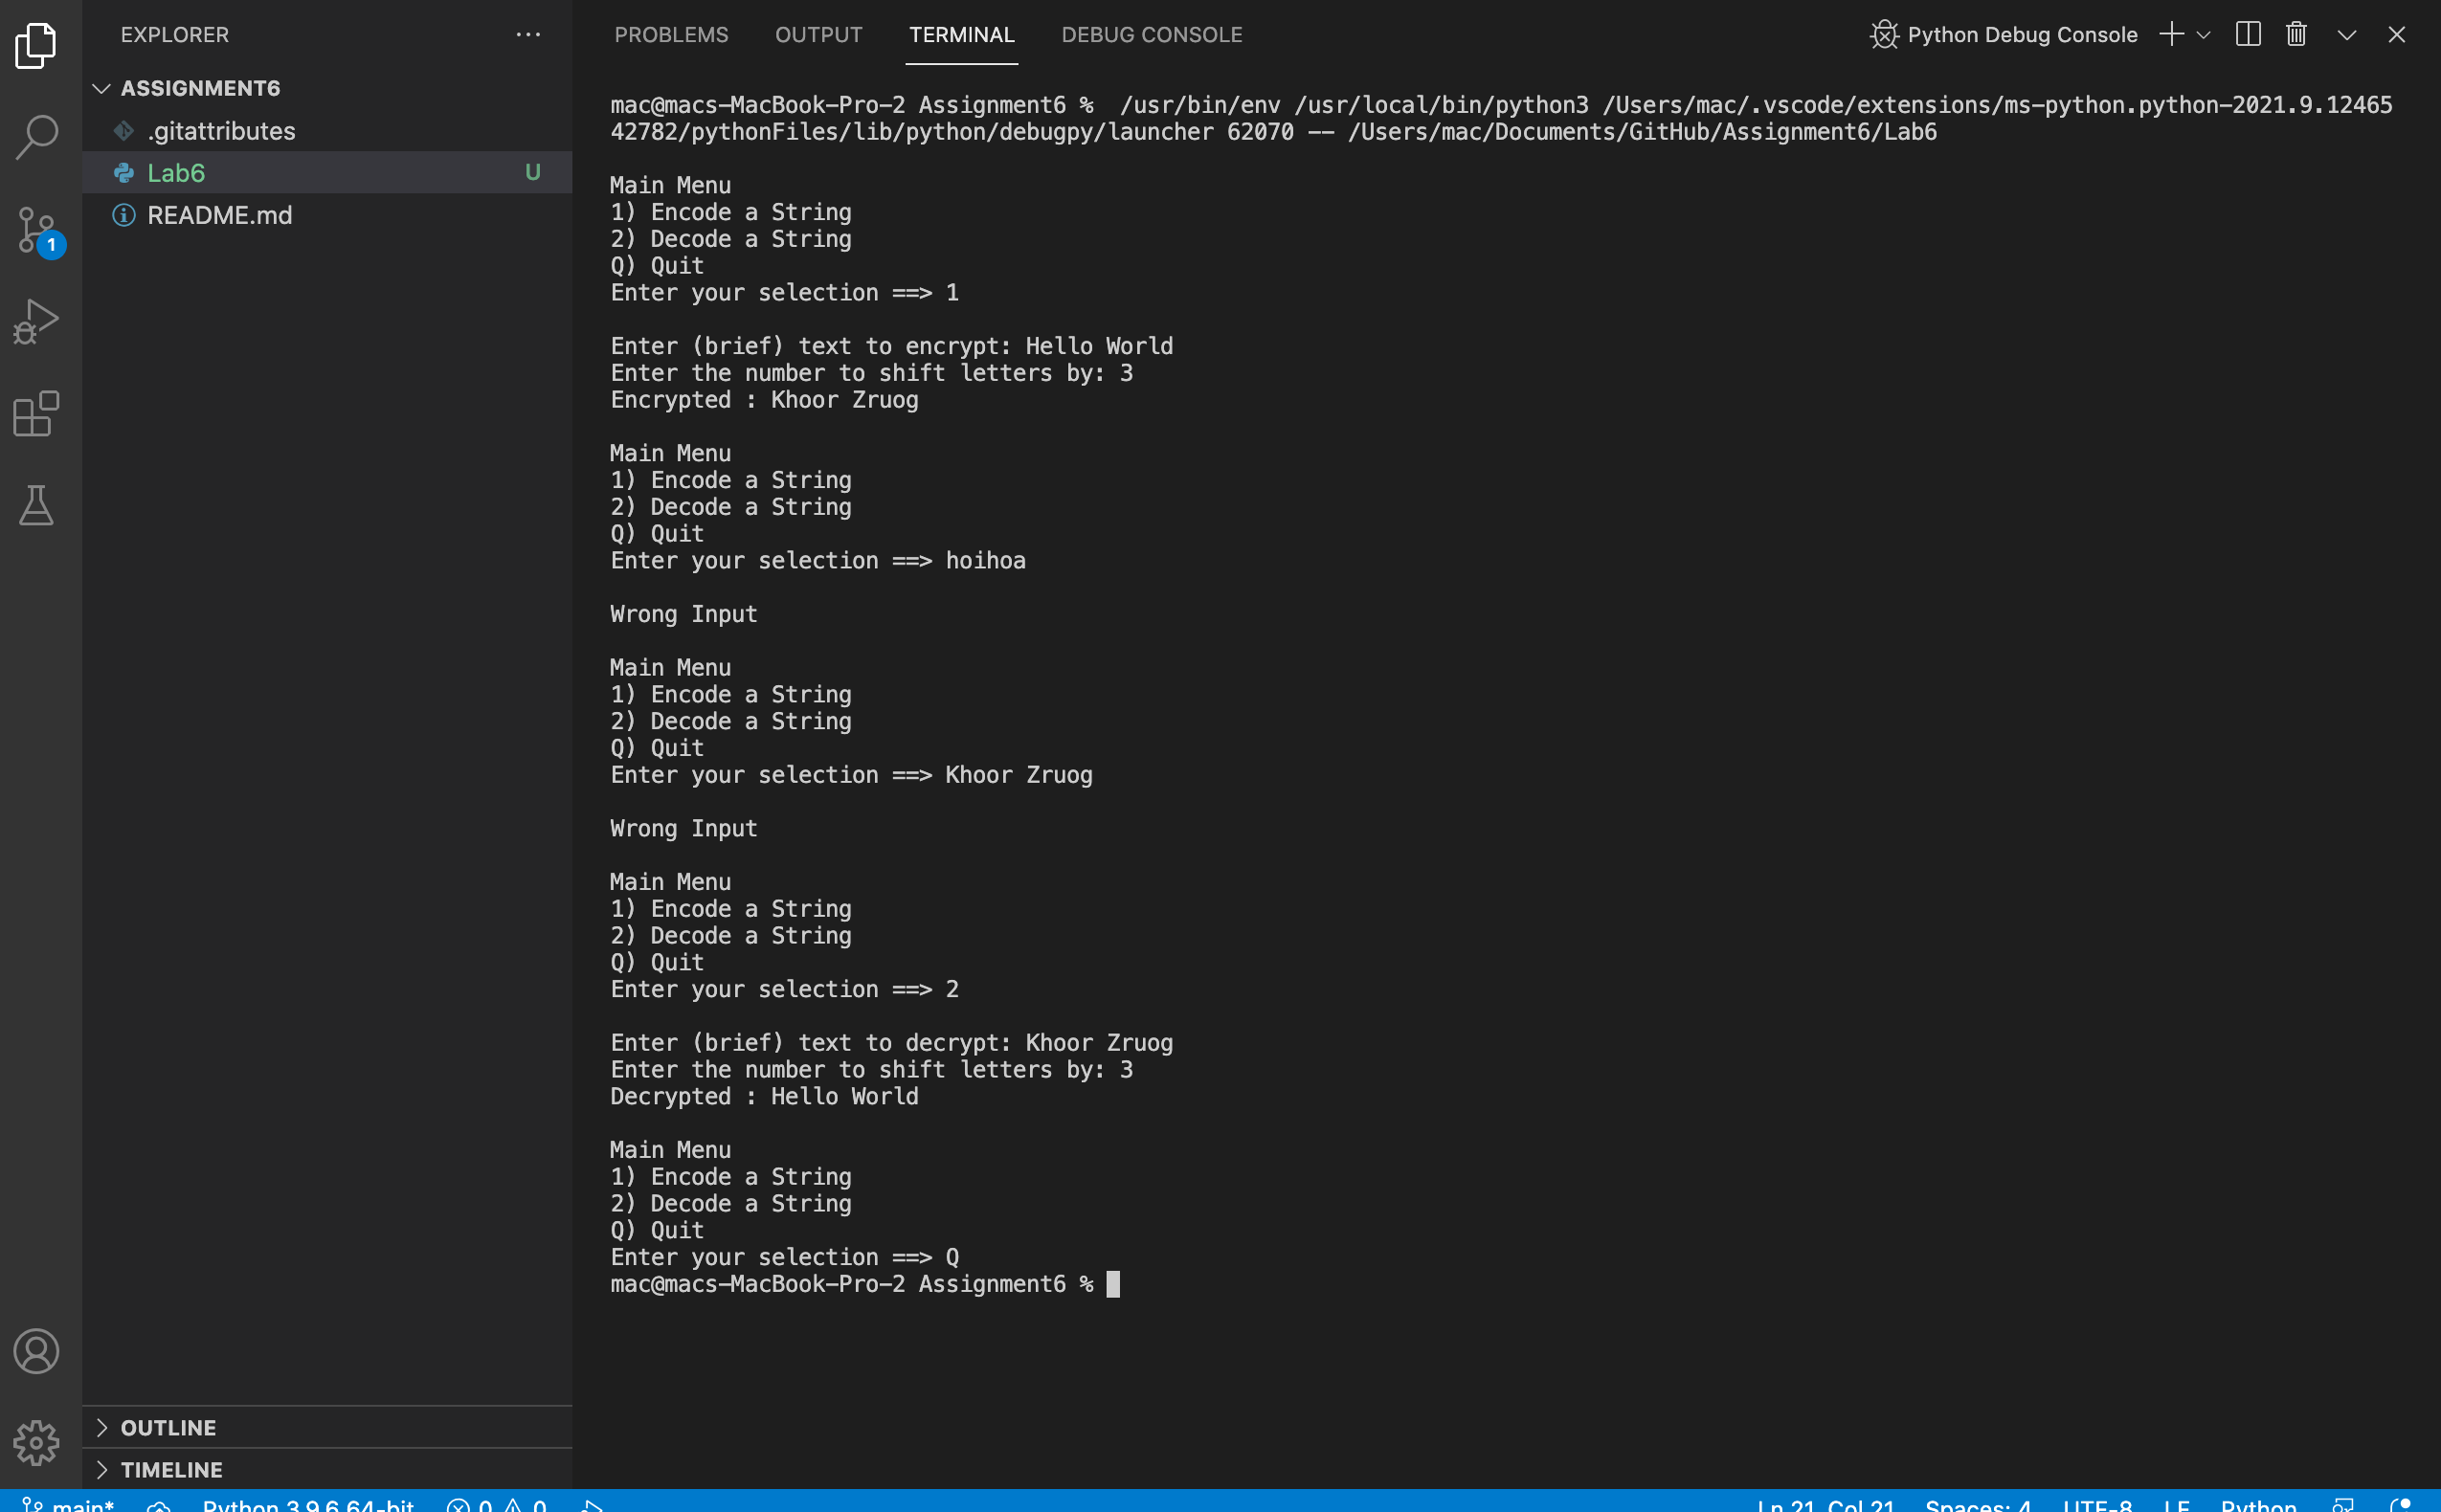 EXPLORER
ASSIGNMENT6
.gitattributes
Lab6 U
README.md
1
OUTLINE
TIMELINE
PROBLEMS OUTPUT TERMINAL DEBUG CONSOLE Python Debug Console
mac@macs-MacBook-Pro-2 Assignment6 %  /usr/bin/env /usr/local/bin/python3 /Users/mac/.vscode/extensions/ms-python.python-2021.9.12465
42782/pythonFiles/lib/python/debugpy/launcher 62070 -- /Users/mac/Documents/GitHub/Assignment6/Lab6
Main Menu
1) Encode a String
2) Decode a String
Q) Quit
Enter your selection ==> 1
Enter (brief) text to encrypt: Hello World
Enter the number to shift letters by: 3
Encrypted : Khoor Zruog
Main Menu
1) Encode a String
2) Decode a String
Q) Quit
Enter your selection ==> hoihoa
Wrong Input
Main Menu
1) Encode a String
2) Decode a String
Q) Quit
Enter your selection ==> Khoor Zruog
Wrong Input
Main Menu
1) Encode a String
2) Decode a String
Q) Quit
Enter your selection ==> 2
Enter (brief) text to decrypt: Khoor Zruog
Enter the number to shift letters by: 3
Decrypted : Hello World
Main Menu
1) Encode a String
2) Decode a String
Q) Quit
Enter your selection ==> Q
mac@macs-MacBook-Pro-2 Assignment6 %
main* Python 3.9.6 64-bit 0 0 Ln 21, Col 21 Spaces: 4 UTF-8 LF Python